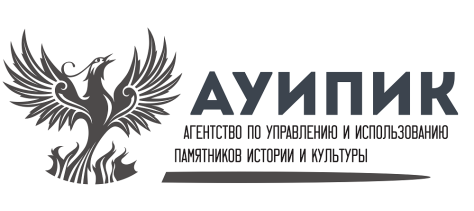 АУИПИК
АГЕНТСТВО ПО УПРАВЛЕНИЮ И ИСПОЛЬЗОВАНИЮ
ПАМЯТНИКОВ ИСТОРИИ И КУЛЬТУРЫ